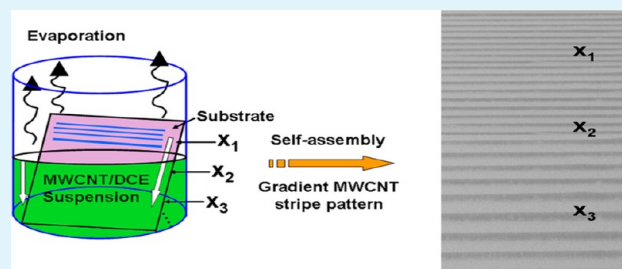 Evaporation
Substrate
X1
X2
X3
MWCNT/DCE
Suspension
Self-assembly
Gradient MWCNT
stripe pattern
X1
X2
X3